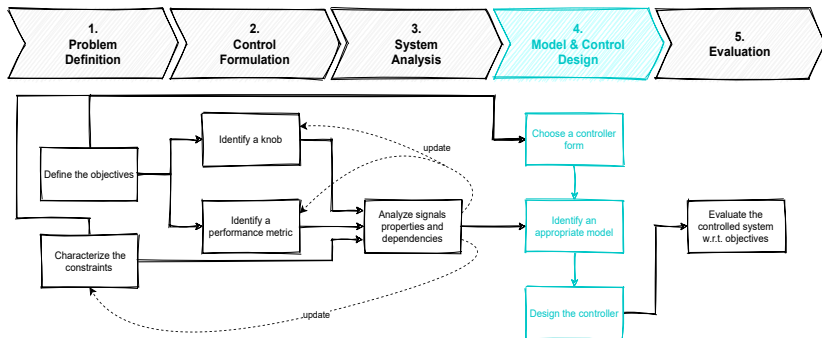 1.
Problem
Definition
2.
Control
Formulation
3.
System
Analysis
4.
Model & Control
Design
5.
Evaluation
Define the objectives
Characterize the
constraints
Identify a knob
Identify a
performance metric
update
update
Analyze signals
properties and
dependencies
Choose a controller
form
Identify an
appropriate model
Design the controller
Evaluate the
controlled system
w.r.t. objectives